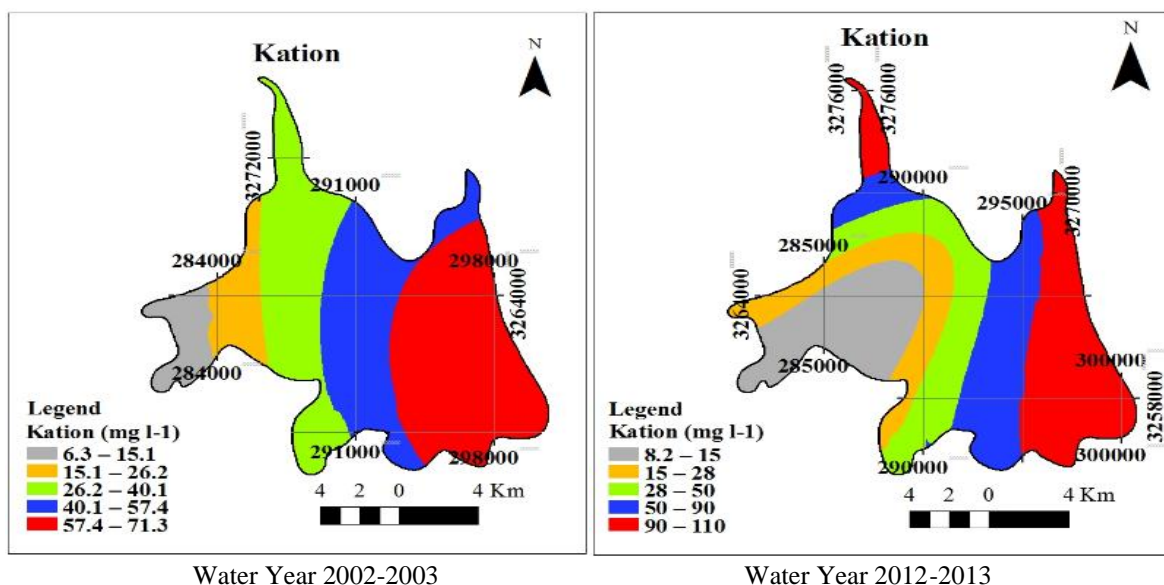 Kation
N
3272000
291000
284000
298000
3264000
284000
291000
298000
Legend
Kation (mg l-1)
6.3 – 15.1
15.1 – 26.2
26.2 – 40.1
40.1 – 57.4
57.4 – 71.3
4 2 0 4 Km
Water Year 2002-2003
Kation
N
3276000
3276000
290000
295000
3270000
285000
3264000
285000
300000
3258000
290000
300000
Legend
Kation (mg l-1)
8.2 – 15
15 – 28
28 – 50
50 – 90
90 – 110
4 2 0 4 Km
Water Year 2012-2013